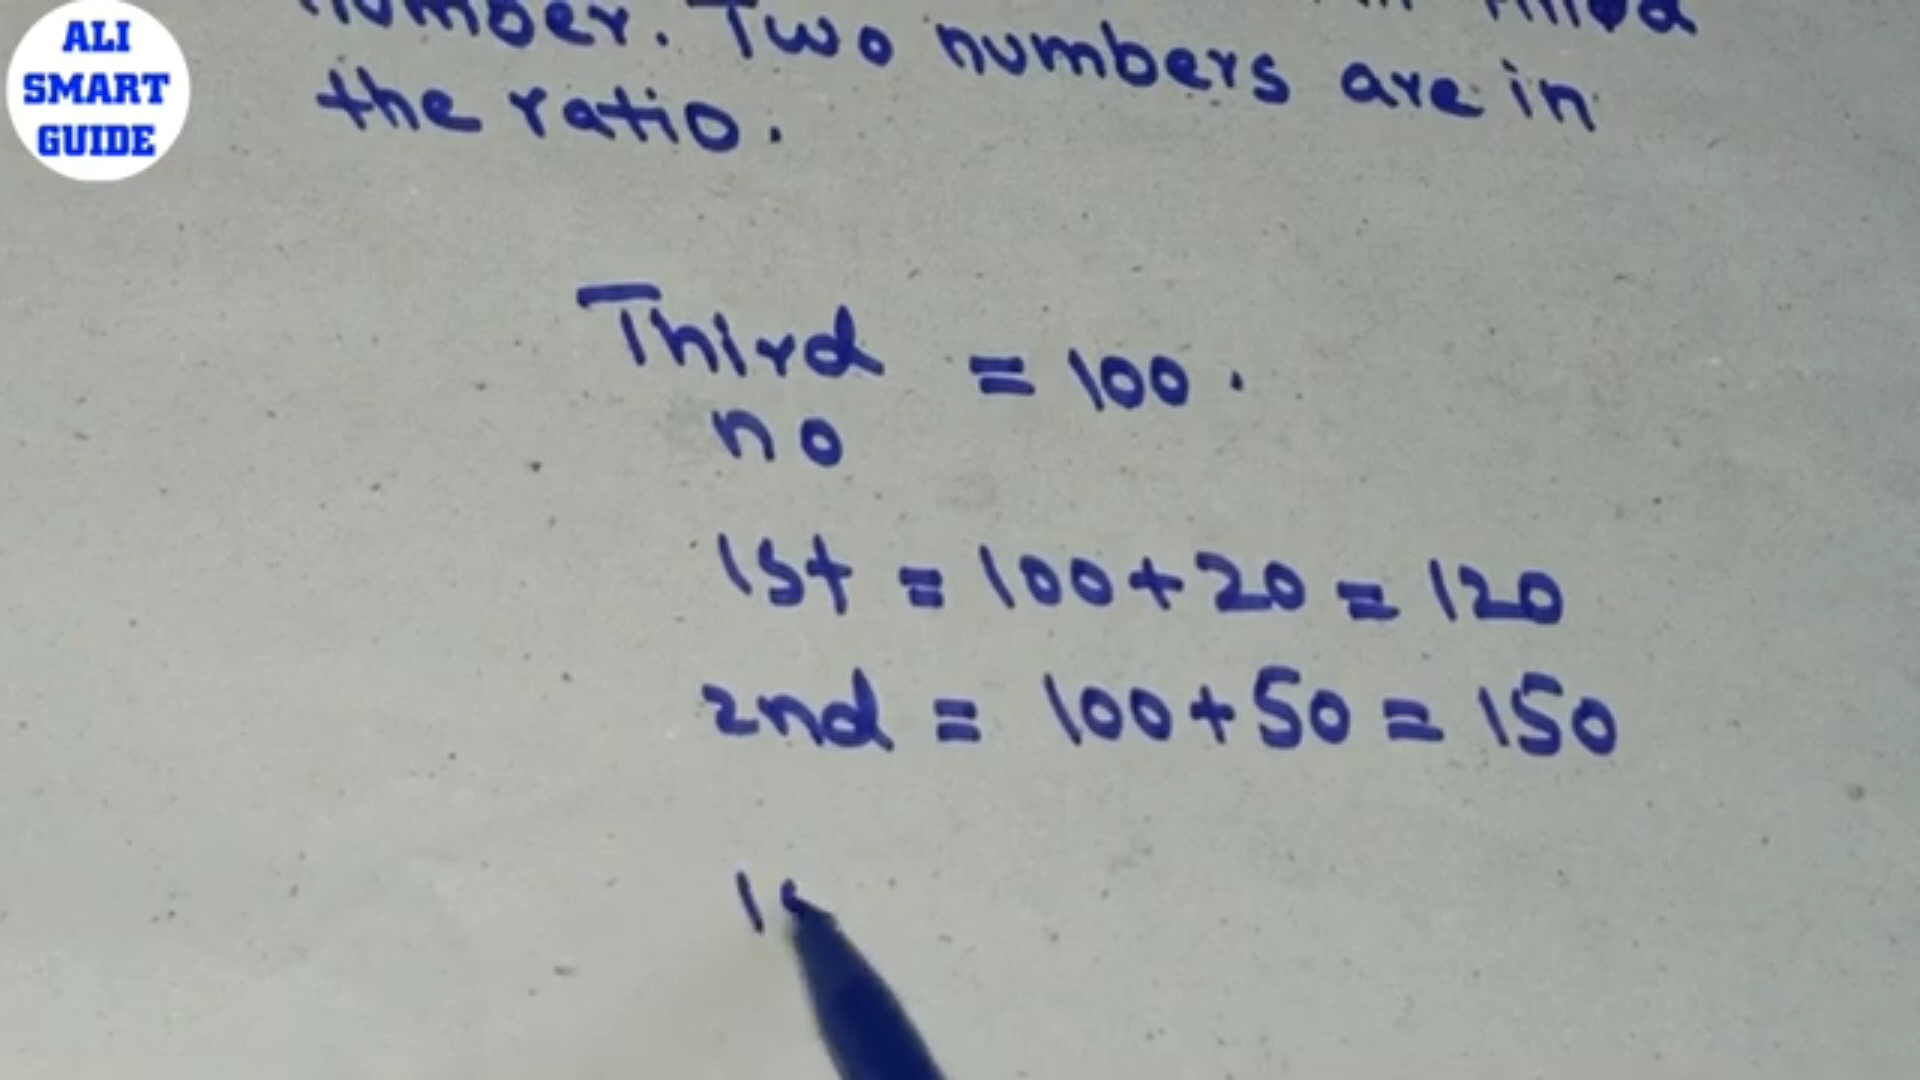 ALI
SMART
GUIDE
number. Two numbers are in
the ratio.
Third = 100.
no
1st = 100+20 = 120
2nd = 100+50 = 150